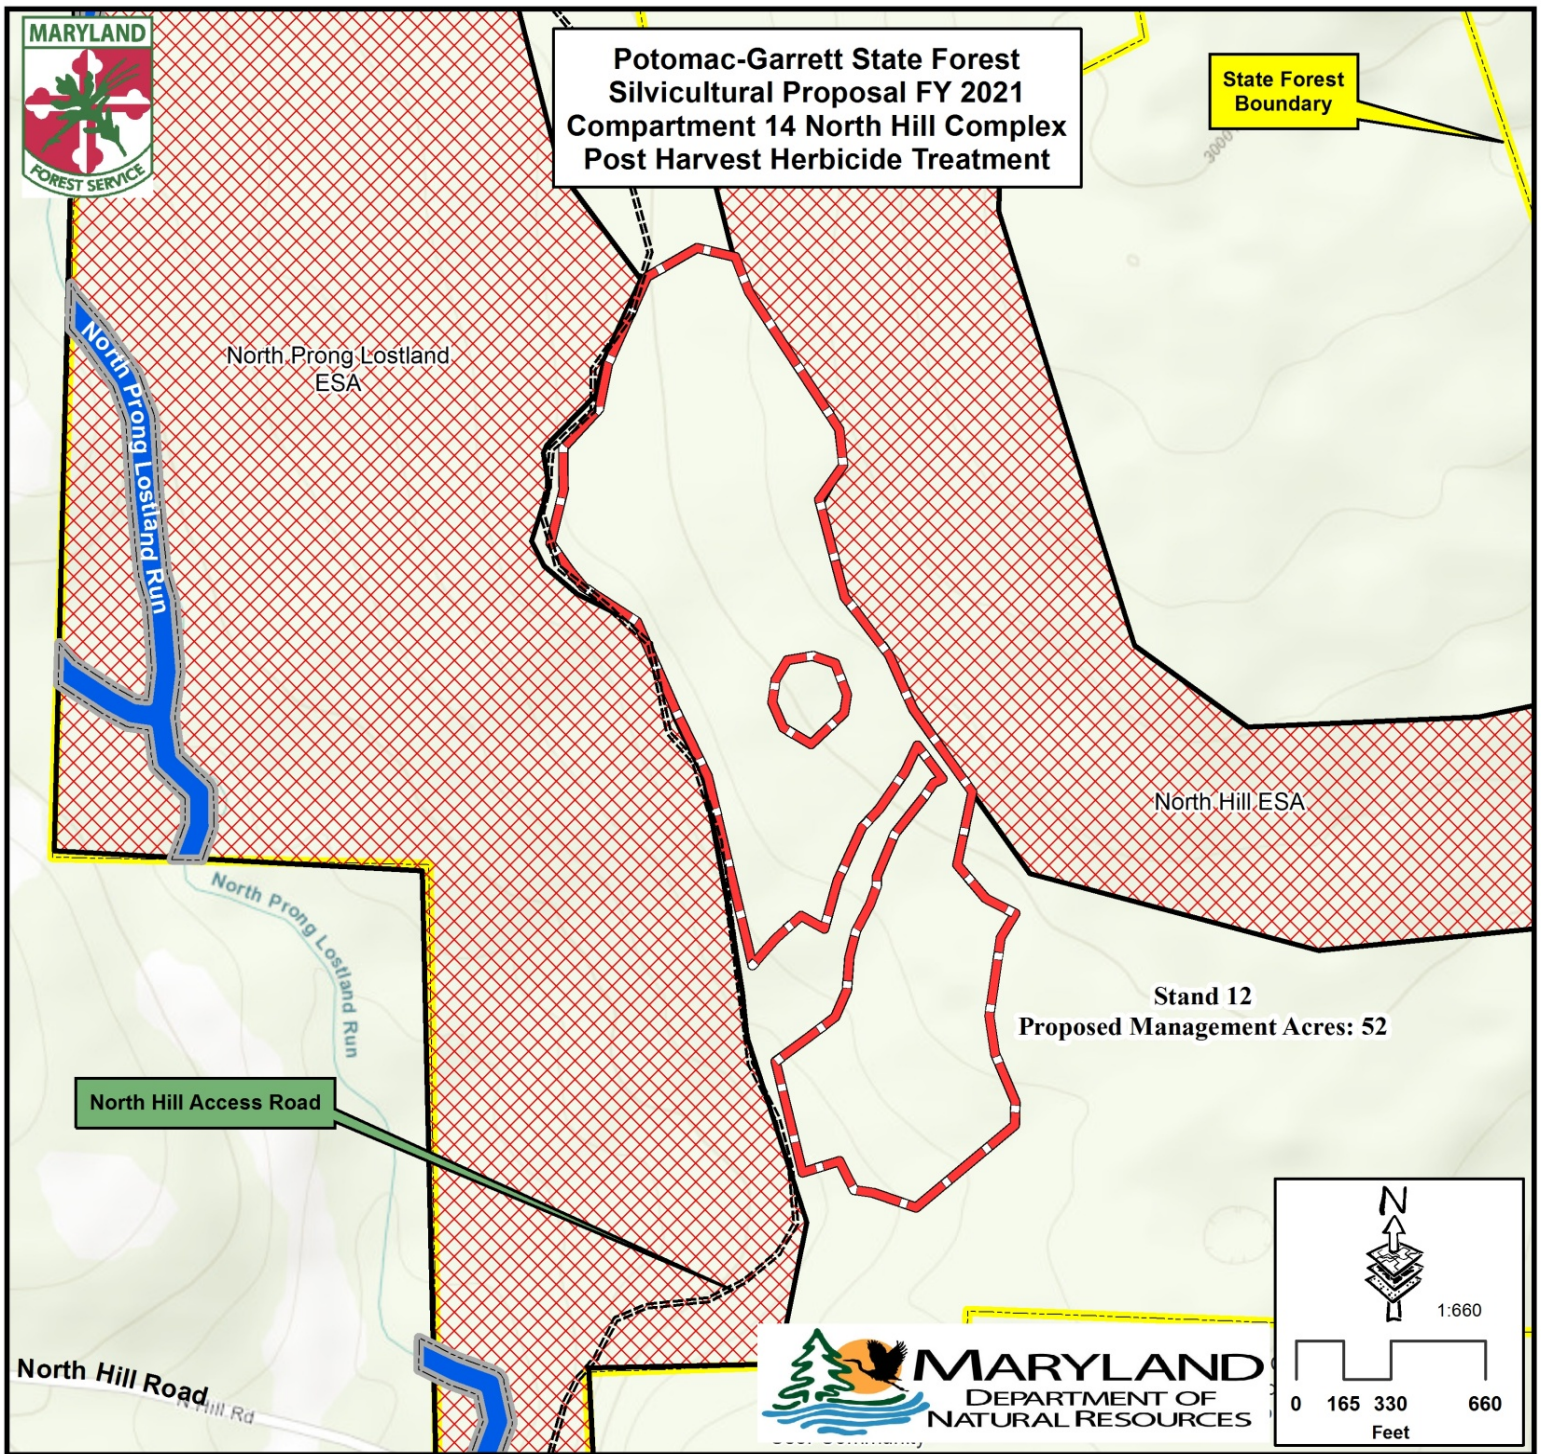 MARYLAND
FOREST SERVICE
Potomac-Garrett State Forest
Silvicultural Proposal FY 2021
Compartment 14 North Hill Complex
Post Harvest Herbicide Treatment
State Forest
Boundary
North Prong Lostland
ESA
North Prong Lostland Run
North Hill ESA
North Prong Lostland Run
Stand 12
Proposed Management Acres: 52
North Hill Access Road
North Hill Road
N Hill Rd
N
1:660
0 165 330 660
Feet
MARYLAND
DEPARTMENT OF
NATURAL RESOURCES